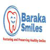 Baraka
Smiles
Restoring and Preserving Healthy Smiles